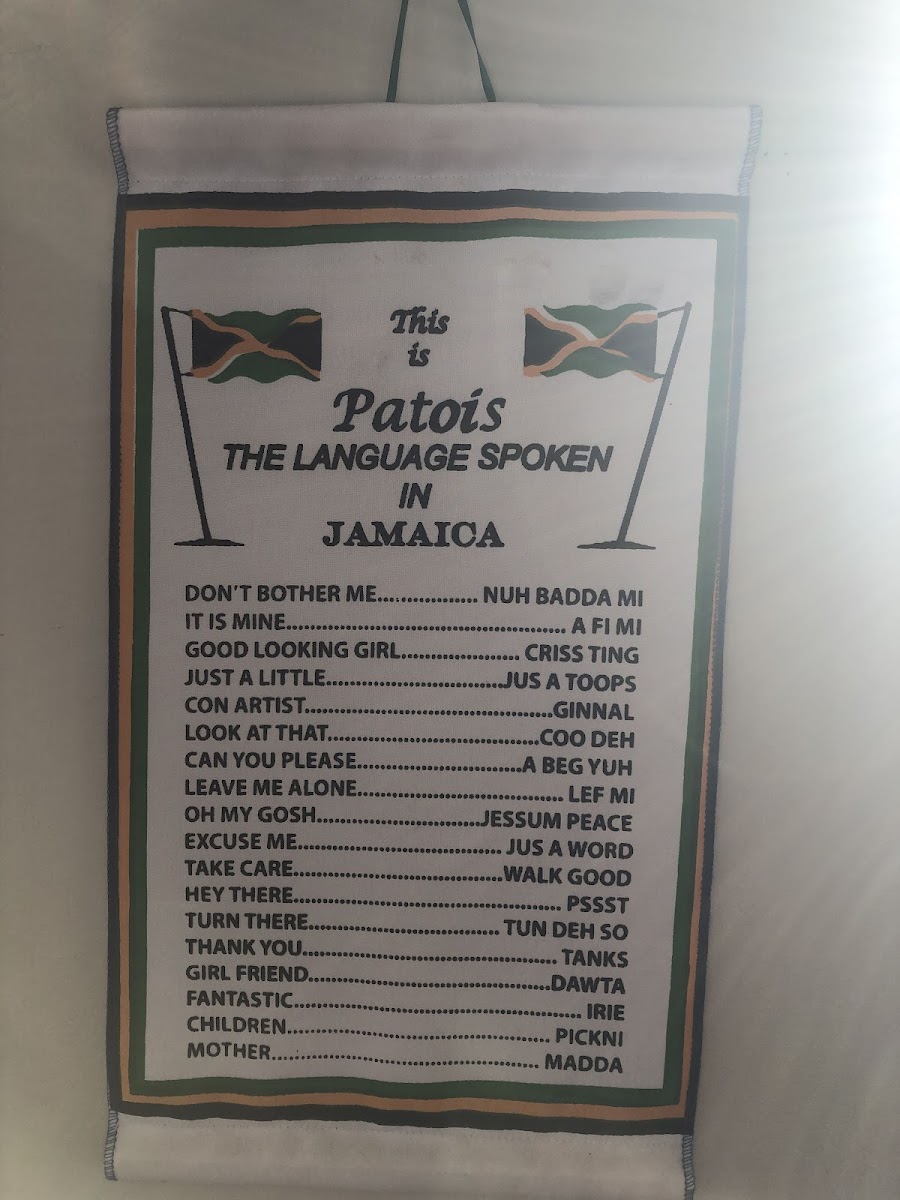 This
is
Patois
THE LANGUAGE SPOKEN
IN
JAMAICA
DON'T BOTHER ME.................. NUH BADDA MI
IT IS MINE.................................................. A FI MI
GOOD LOOKING GIRL..................... CRISS TING
JUST A LITTLE................................JUS A TOOPS
CON ARTIST............................................GINNAL
LOOK AT THAT......................................COO DEH
CAN YOU PLEASE..............................A BEG YUH
LEAVE ME ALONE..................................... LEF MI
OH MY GOSH..............................JESSUM PEACE
EXCUSE ME..................................... JUS A WORD
TAKE CARE......................................WALK GOOD
HEY THERE................................................ PSSST
TURN THERE................................... TUN DEH SO
THANK YOU.............................................. TANKS
GIRL FRIEND...........................................DAWTA
FANTASTIC.................................................... IRIE
CHILDREN............................................... PICKNI
MOTHER................................................ MADDA